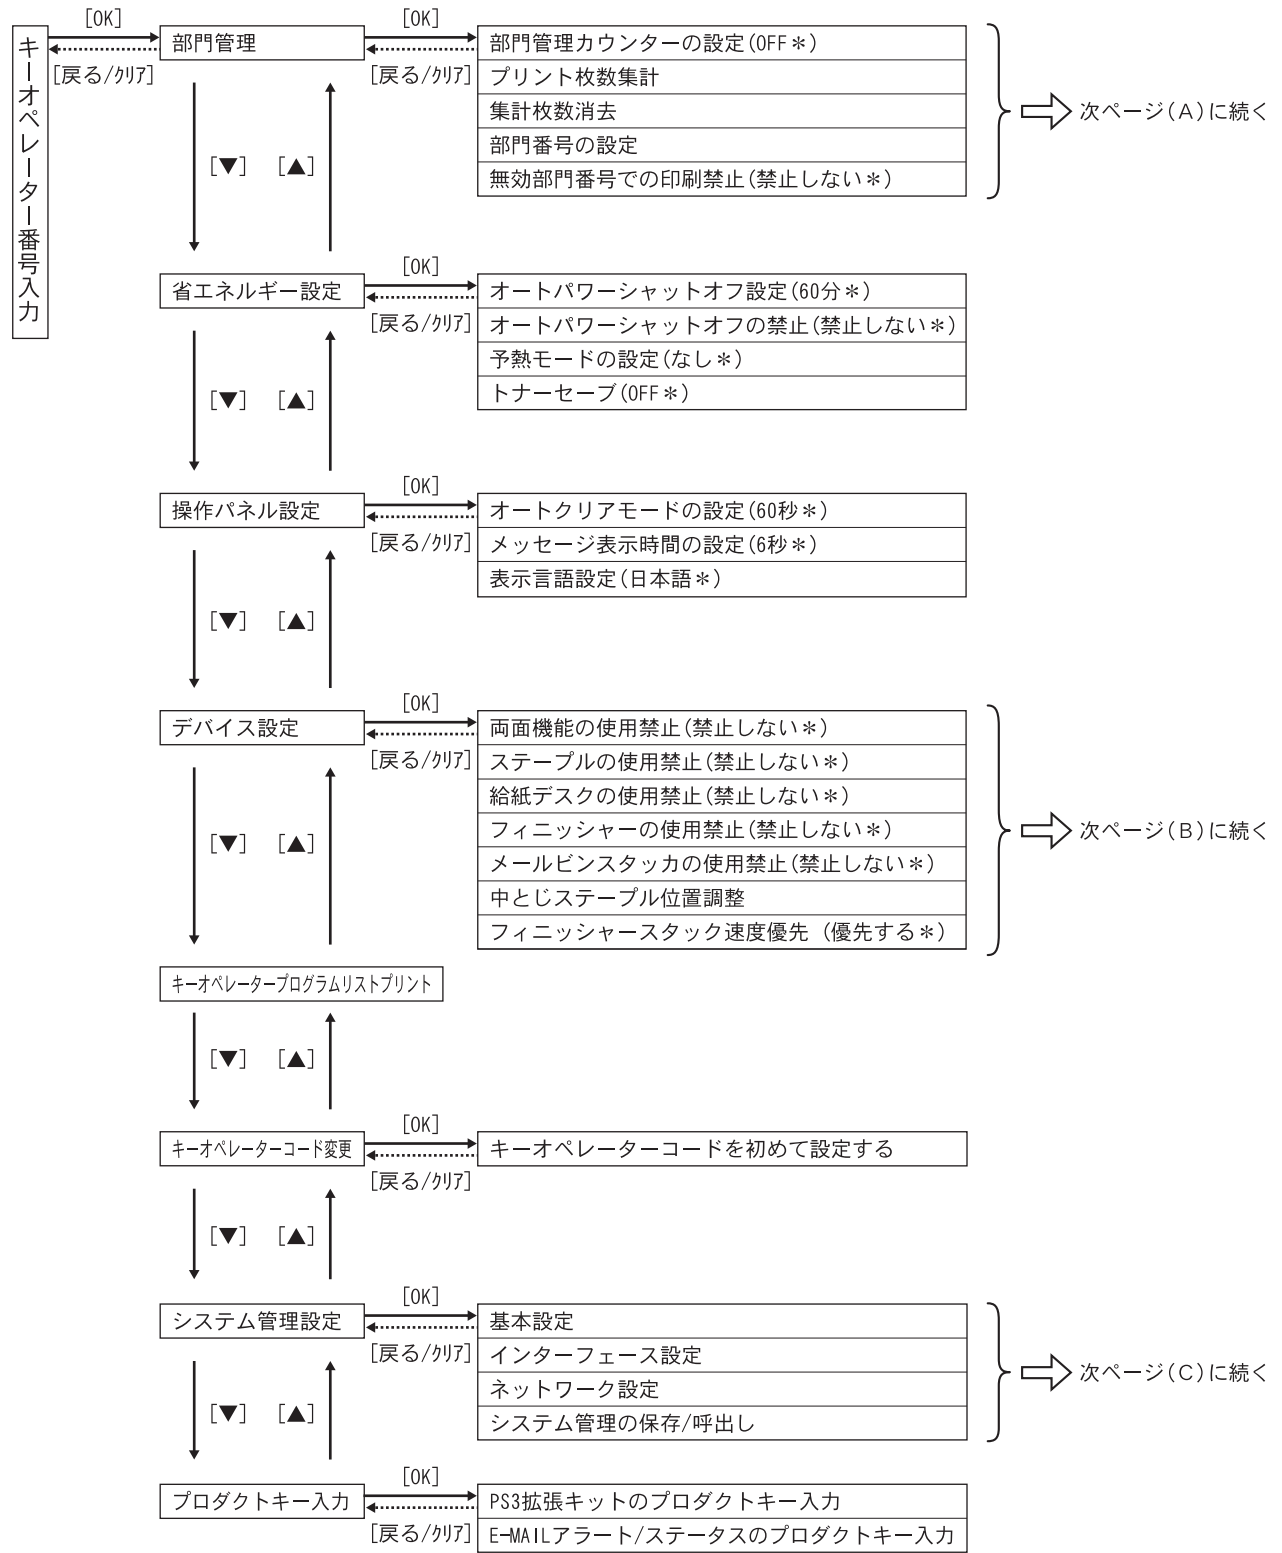 キーオペレーター番号入力
[OK]
[戻る/ｸﾘｱ]
部門管理
[OK]
[戻る/ｸﾘｱ]
部門管理カウンターの設定(OFF＊)
プリント枚数集計
集計枚数消去
部門番号の設定
無効部門番号での印刷禁止(禁止しない＊)
次ページ(A)に続く
[▼] [▲]
省エネルギー設定
[OK]
[戻る/ｸﾘｱ]
オートパワーシャットオフ設定(60分＊)
オートパワーシャットオフの禁止(禁止しない＊)
予熱モードの設定(なし＊)
トナーセーブ(OFF＊)
[▼] [▲]
操作パネル設定
[OK]
[戻る/ｸﾘｱ]
オートクリアモードの設定(60秒＊)
メッセージ表示時間の設定(6秒＊)
表示言語設定(日本語＊)
[▼] [▲]
デバイス設定
[OK]
[戻る/ｸﾘｱ]
両面機能の使用禁止(禁止しない＊)
ステープルの使用禁止(禁止しない＊)
給紙デスクの使用禁止(禁止しない＊)
フィニッシャーの使用禁止(禁止しない＊)
メールビンスタッカの使用禁止(禁止しない＊)
中とじステープル位置調整
フィニッシャースタック速度優先 (優先する＊)
次ページ(B)に続く
[▼] [▲]
キーオペレータープログラムリストプリント
[▼] [▲]
キーオペレーターコード変更
[OK]
[戻る/ｸﾘｱ]
キーオペレーターコードを初めて設定する
[▼] [▲]
システム管理設定
[OK]
[戻る/ｸﾘｱ]
基本設定
インターフェース設定
ネットワーク設定
システム管理の保存/呼出し
次ページ(C)に続く
[▼] [▲]
プロダクトキー入力
[OK]
[戻る/ｸﾘｱ]
PS3拡張キットのプロダクトキー入力
E-MAILアラート/ステータスのプロダクトキー入力